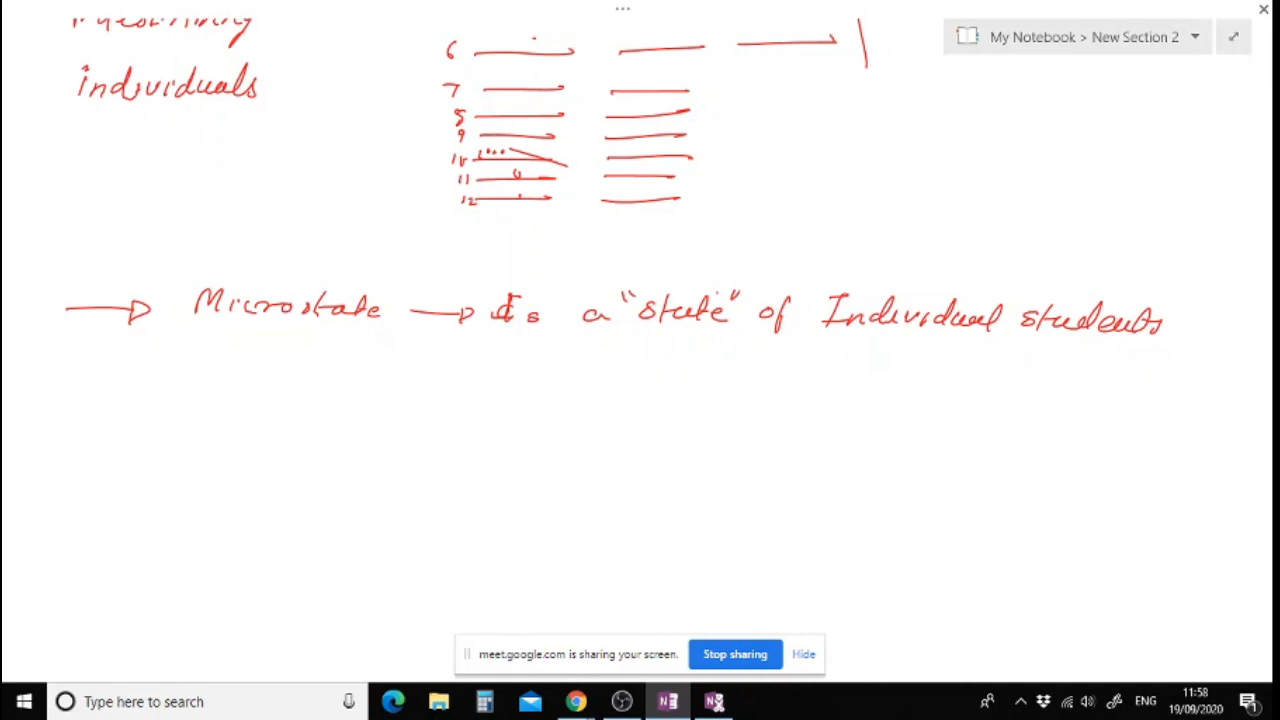 My Notebook > New Section 2
individuals
6
7
8
9
10
11
12
Microstate → Is a "state" of Individual students
meet.google.com is sharing your screen. Stop sharing Hide
Type here to search
ENG
11:58
19/09/2020
1